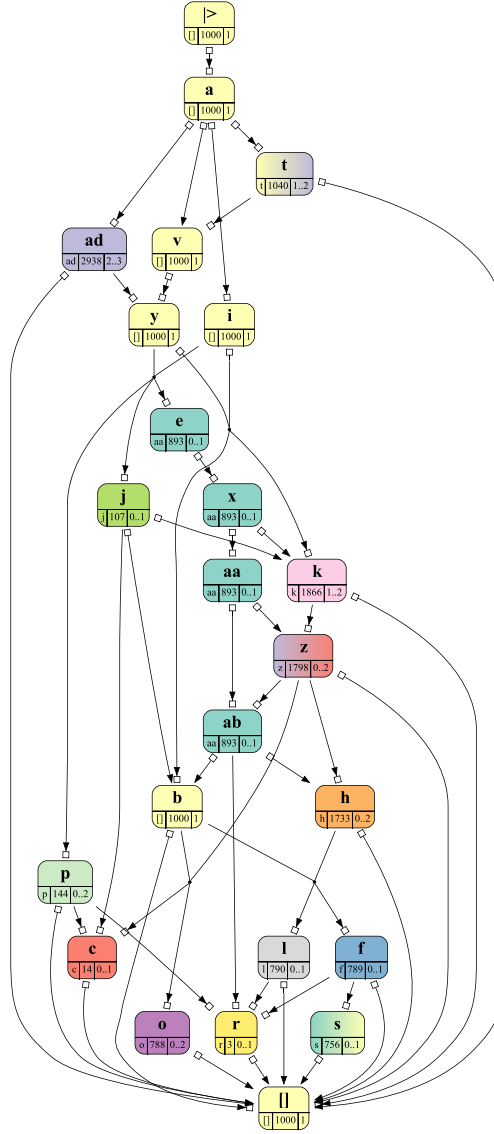 |>
[] 1000 1
a
[] 1000 1
t
t 1040 1..2
ad
ad 2938 2..3
v
[] 1000 1
y
[] 1000 1
i
[] 1000 1
e
aa 893 0..1
j
j 107 0..1
x
aa 893 0..1
aa
aa 893 0..1
k
k 1866 1..2
z
z 1798 0..2
ab
aa 893 0..1
b
[] 1000 1
h
h 1733 0..2
p
p 144 0..2
c
c 14 0..1
l
l 790 0..1
f
f 789 0..1
o
o 788 0..2
r
r 3 0..1
s
s 756 0..1
[]
[] 1000 1